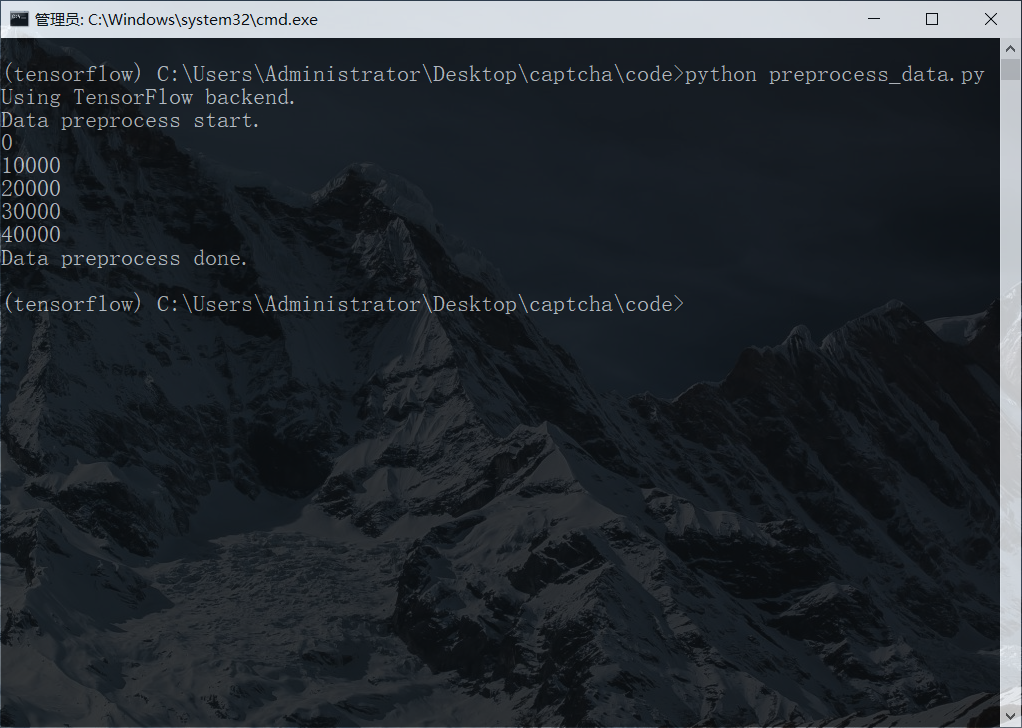 管理员: C:\Windows\system32\cmd.exe
(tensorflow) C:\Users\Administrator\Desktop\captcha\code>python preprocess_data.py
Using TensorFlow backend.
Data preprocess start.
0
10000
20000
30000
40000
Data preprocess done.
(tensorflow) C:\Users\Administrator\Desktop\captcha\code>